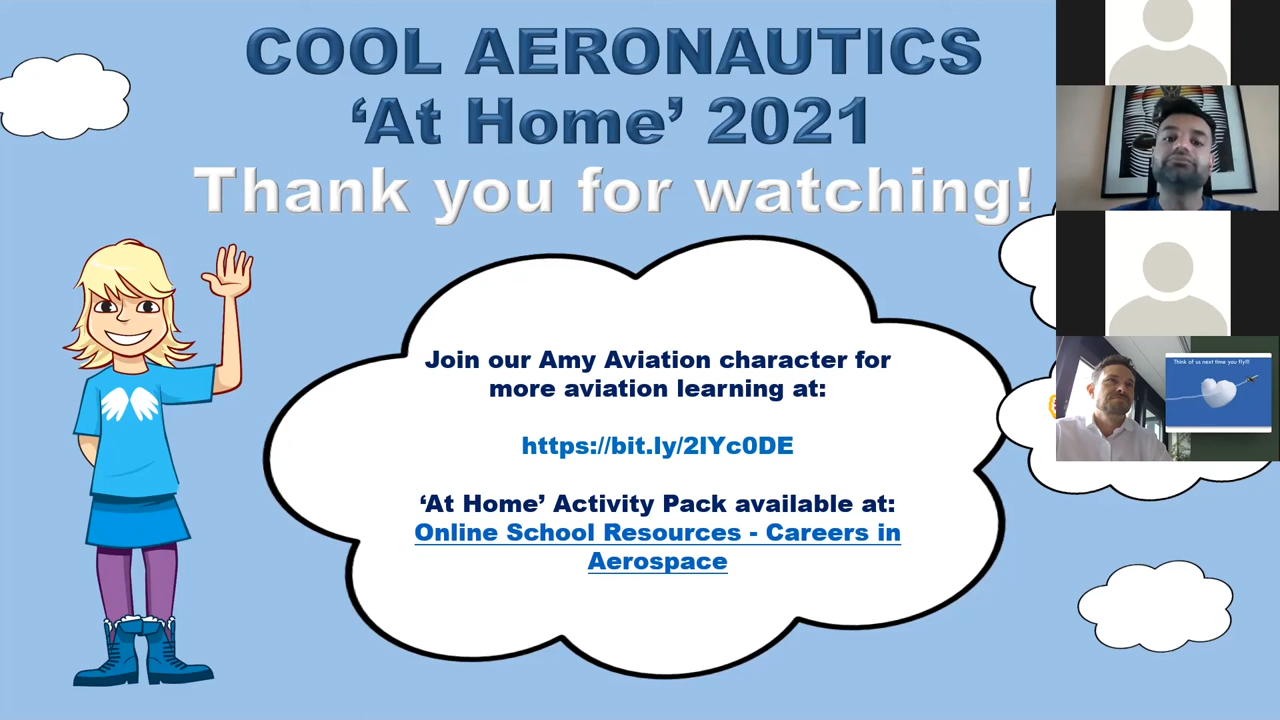 COOL AERONAUTICS
‘At Home’ 2021
Thank you for watching!
Join our Amy Aviation character for
more aviation learning at:
https://bit.ly/2IYc0DE
‘At Home’ Activity Pack available at:
Online School Resources - Careers in
Aerospace
Think of us next time you fly!!!